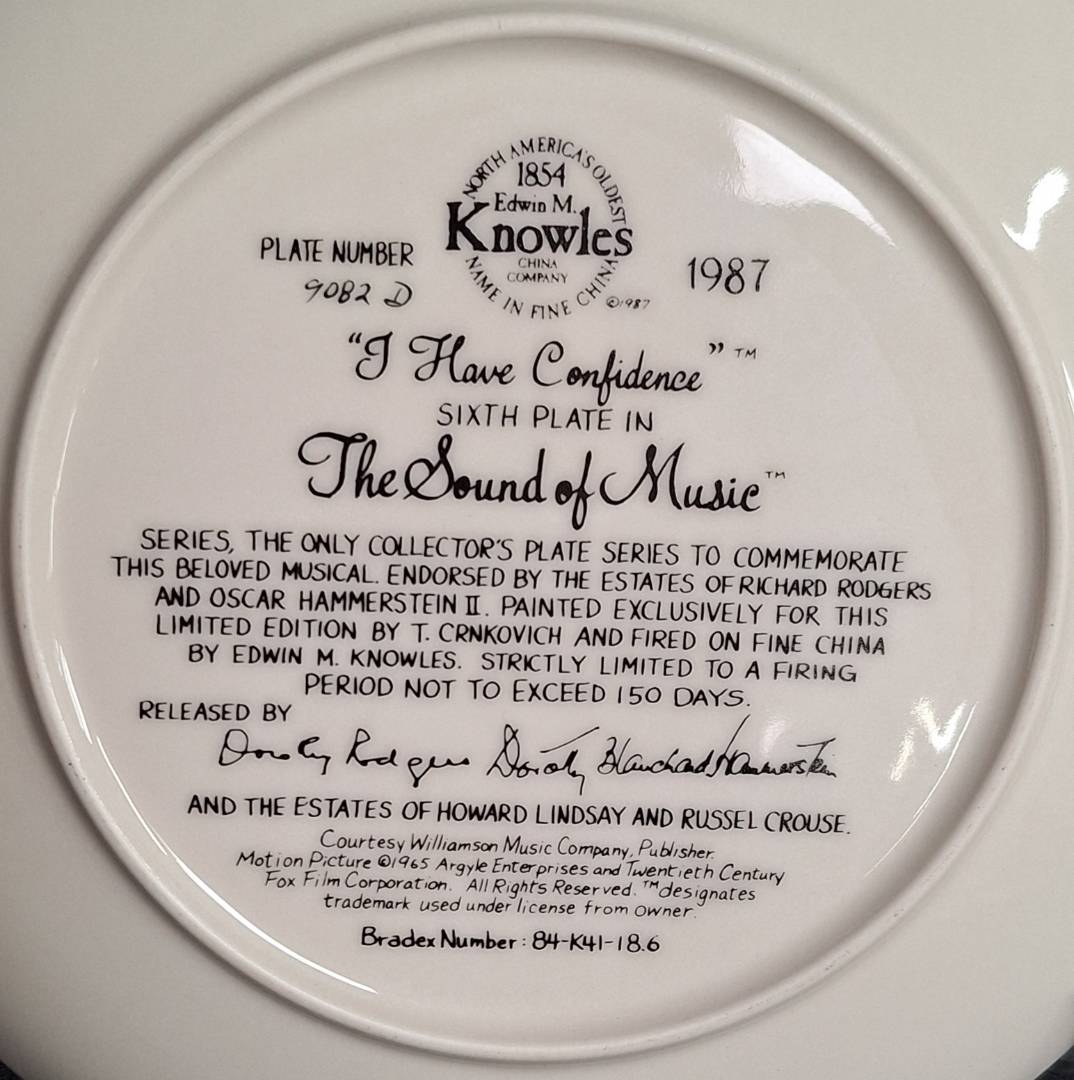 NORTH AMERICA'S OLDEST
1854
Edwin M.
Knowles
CHINA
COMPANY
NAME IN FINE CHINA
©1987
PLATE NUMBER
9082 D
1987
"I Have Confidence"™
SIXTH PLATE IN
The Sound of Music™
SERIES, THE ONLY COLLECTOR'S PLATE SERIES TO COMMEMORATE
THIS BELOVED MUSICAL. ENDORSED BY THE ESTATES OF RICHARD RODGERS
AND OSCAR HAMMERSTEIN II. PAINTED EXCLUSIVELY FOR THIS
LIMITED EDITION BY T. CRNKOVICH AND FIRED ON FINE CHINA
BY EDWIN M. KNOWLES. STRICTLY LIMITED TO A FIRING
PERIOD NOT TO EXCEED 150 DAYS.
RELEASED BY
Dorothy Rodgers Dorothy Blanchard Hammerstein
AND THE ESTATES OF HOWARD LINDSAY AND RUSSEL CROUSE.
Courtesy Williamson Music Company, Publisher.
Motion Picture ©1965 Argyle Enterprises and Twentieth Century
Fox Film Corporation. All Rights Reserved. ™designates
trademark used under license from owner.
Bradex Number: 84-K41-18.6